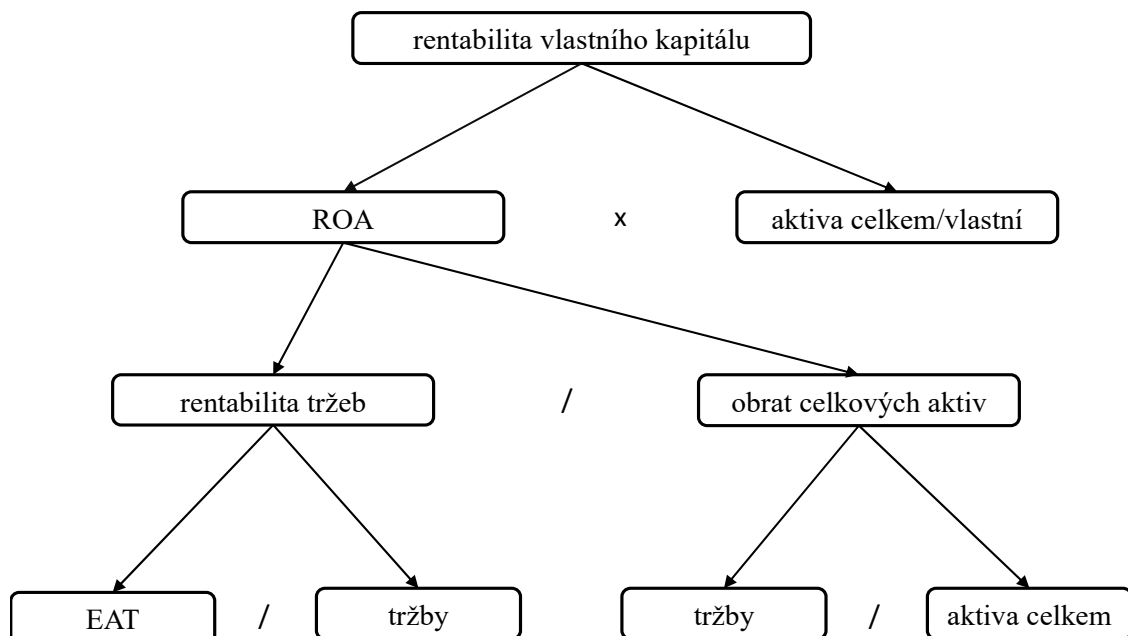 rentabilita vlastního kapitálu
ROA x aktiva celkem/vlastní
rentabilita tržeb / obrat celkových aktiv
EAT / tržby tržby / aktiva celkem